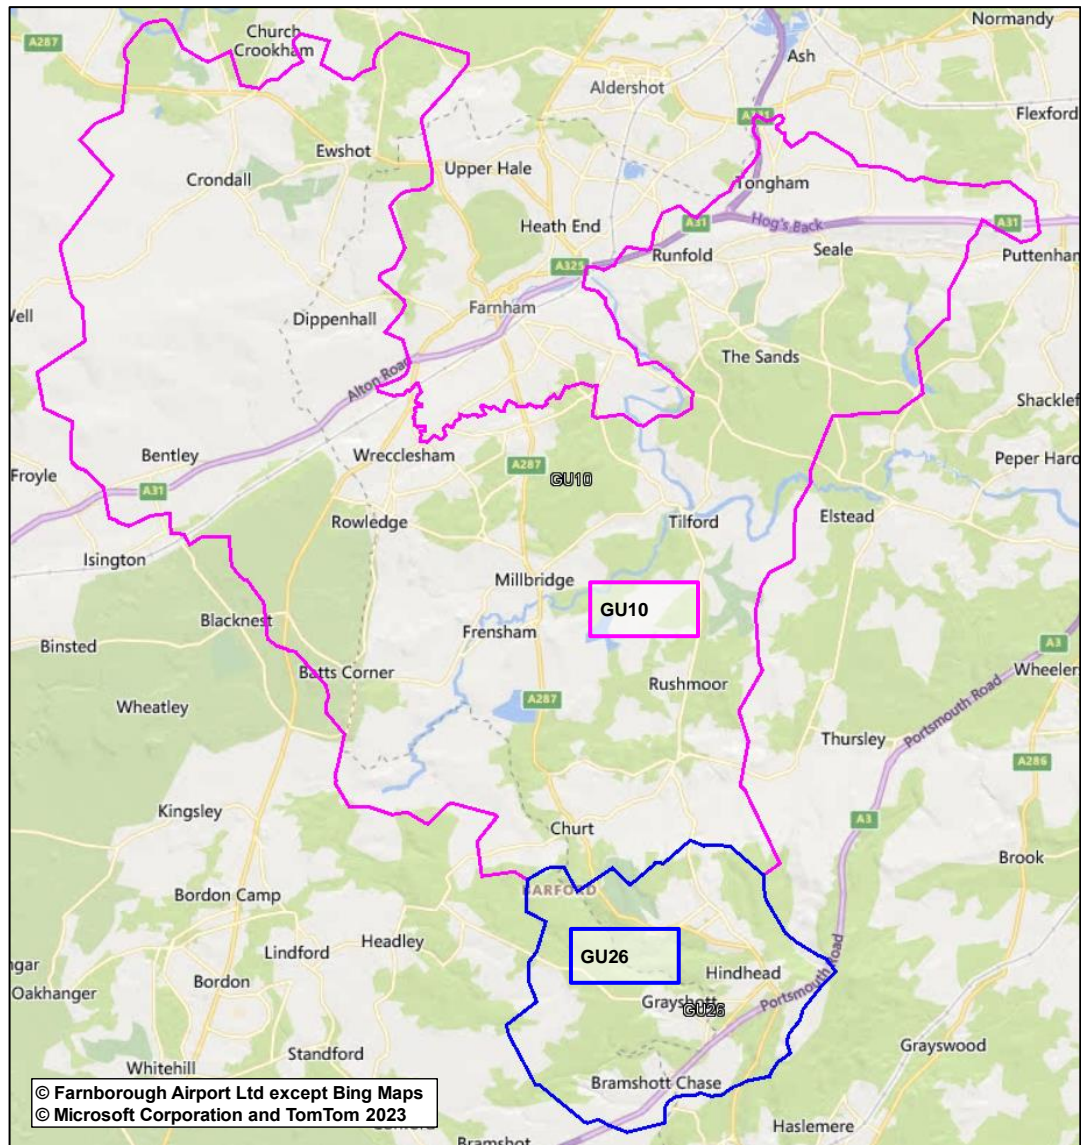 Normandy
Church
Crookham
A287
Ash
Aldershot
A331
Flexford
Ewshot
Upper Hale
Crondall
Tongham
Heath End
A31
Hog's Back
A31
Runfold
Seale
Puttenham
A325
Farnham
Dippenhall
The Sands
Alton Road
Shacklef
Bentley
Wrecclesham
A287
Peper Haro
Froyle
GU10
A31
Rowledge
Tilford
Elstead
Isington
Millbridge
GU10
Blacknest
Frensham
Binsted
A3
Batts Corner
Wheeler
Rushmoor
A287
Wheatley
Portsmouth Road
Thursley
A286
Kingsley
A3
Churt
Brook
BARFORD
Bordon Camp
Headley
Lindford
GU26
Hindhead
Portsmouth Road
Oakhanger
Bordon
Grayshott
GU26
Grayswood
Standford
Whitehill
Bramshott Chase
© Farnborough Airport Ltd except Bing Maps
© Microsoft Corporation and TomTom 2023
Haslemere
Bramshot